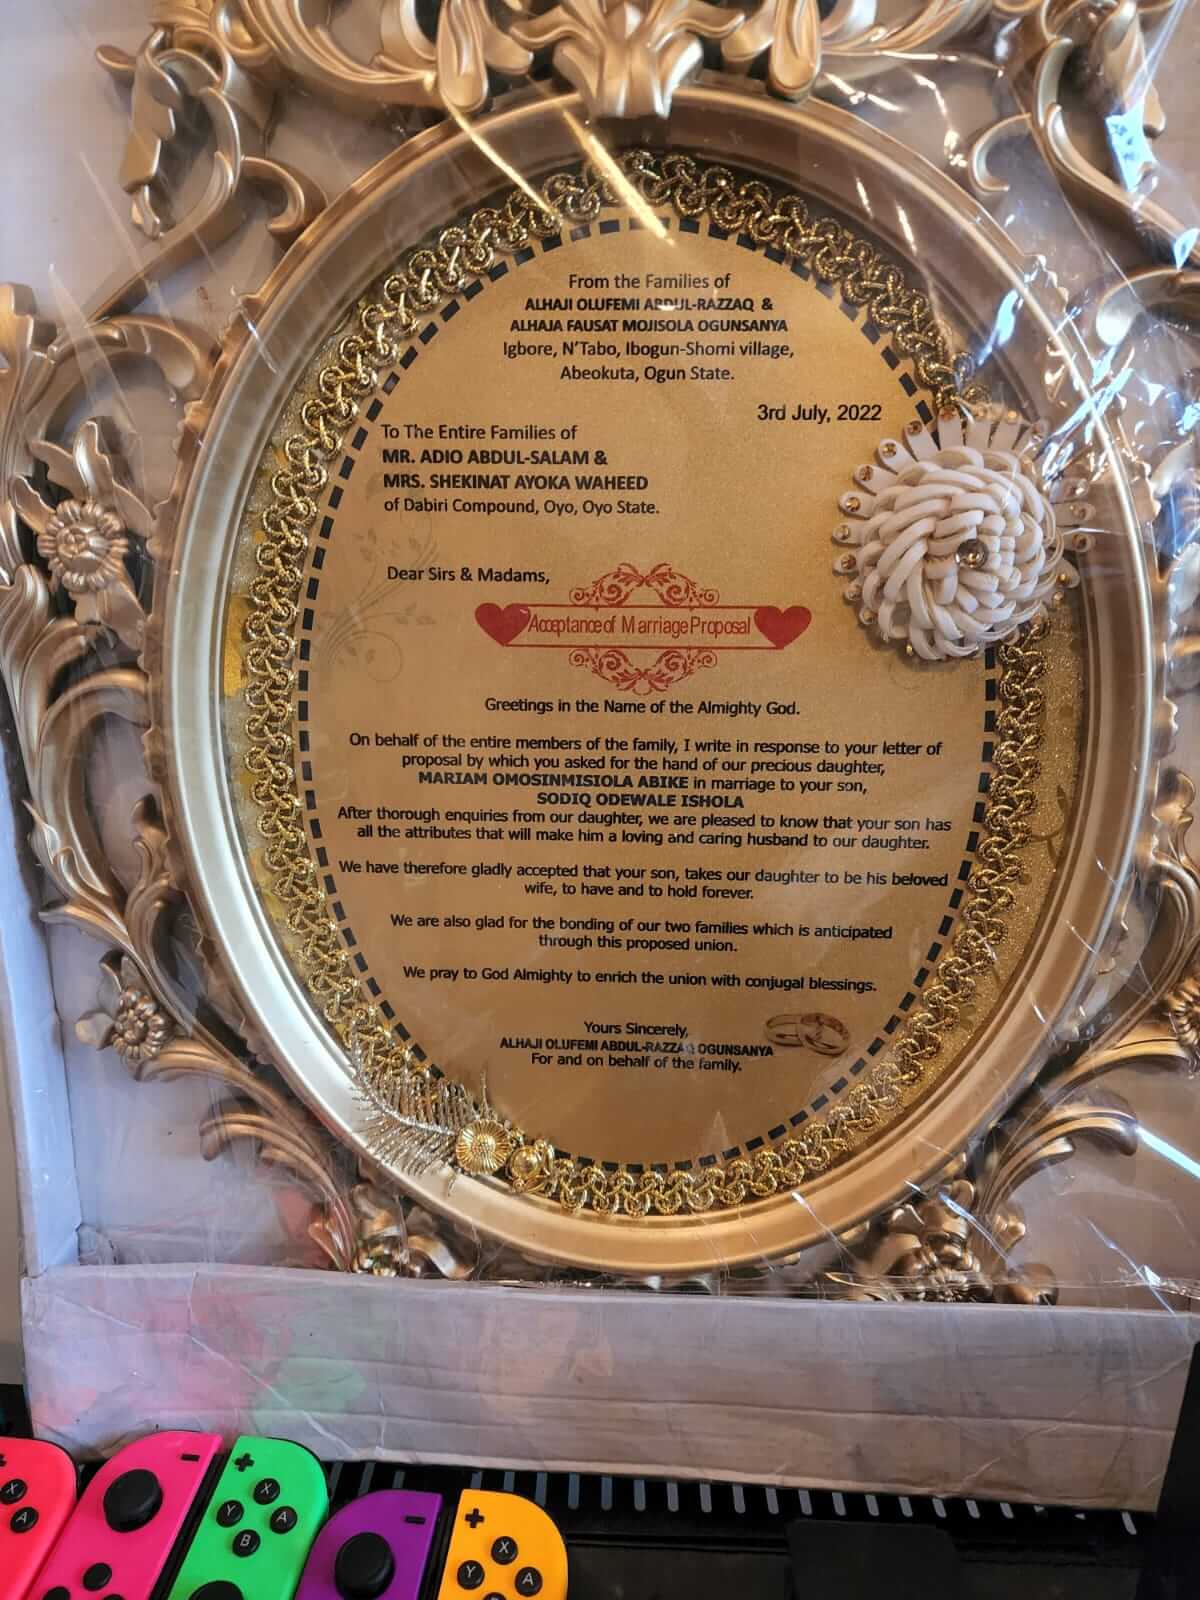 From the Families of
ALHAJI OLUFEMI ABDUL-RAZZAQ &
ALHAJA FAUSAT MOJISOLA OGUNSANYA
Igbore, N'Tabo, Ibogun-Shomi village,
Abeokuta, Ogun State.
3rd July, 2022
To The Entire Families of
MR. ADIO ABDUL-SALAM &
MRS. SHEKINAT AYOKA WAHEED
of Dabiri Compound, Oyo, Oyo State.
Dear Sirs & Madams,
Acceptance of Marriage Proposal
Greetings in the Name of the Almighty God.
On behalf of the entire members of the family, I write in response to your letter of
proposal by which you asked for the hand of our precious daughter,
MARIAM OMOSINMISIOLA ABIKE in marriage to your son,
SODIQ ODEWALE ISHOLA
After thorough enquiries from our daughter, we are pleased to know that your son has
all the attributes that will make him a loving and caring husband to our daughter.
We have therefore gladly accepted that your son, takes our daughter to be his beloved
wife, to have and to hold forever.
We are also glad for the bonding of our two families which is anticipated
through this proposed union.
We pray to God Almighty to enrich the union with conjugal blessings.
Yours Sincerely,
ALHAJI OLUFEMI ABDUL-RAZZAQ OGUNSANYA
For and on behalf of the family.
X
A
X
Y
A
B
X
Y
A